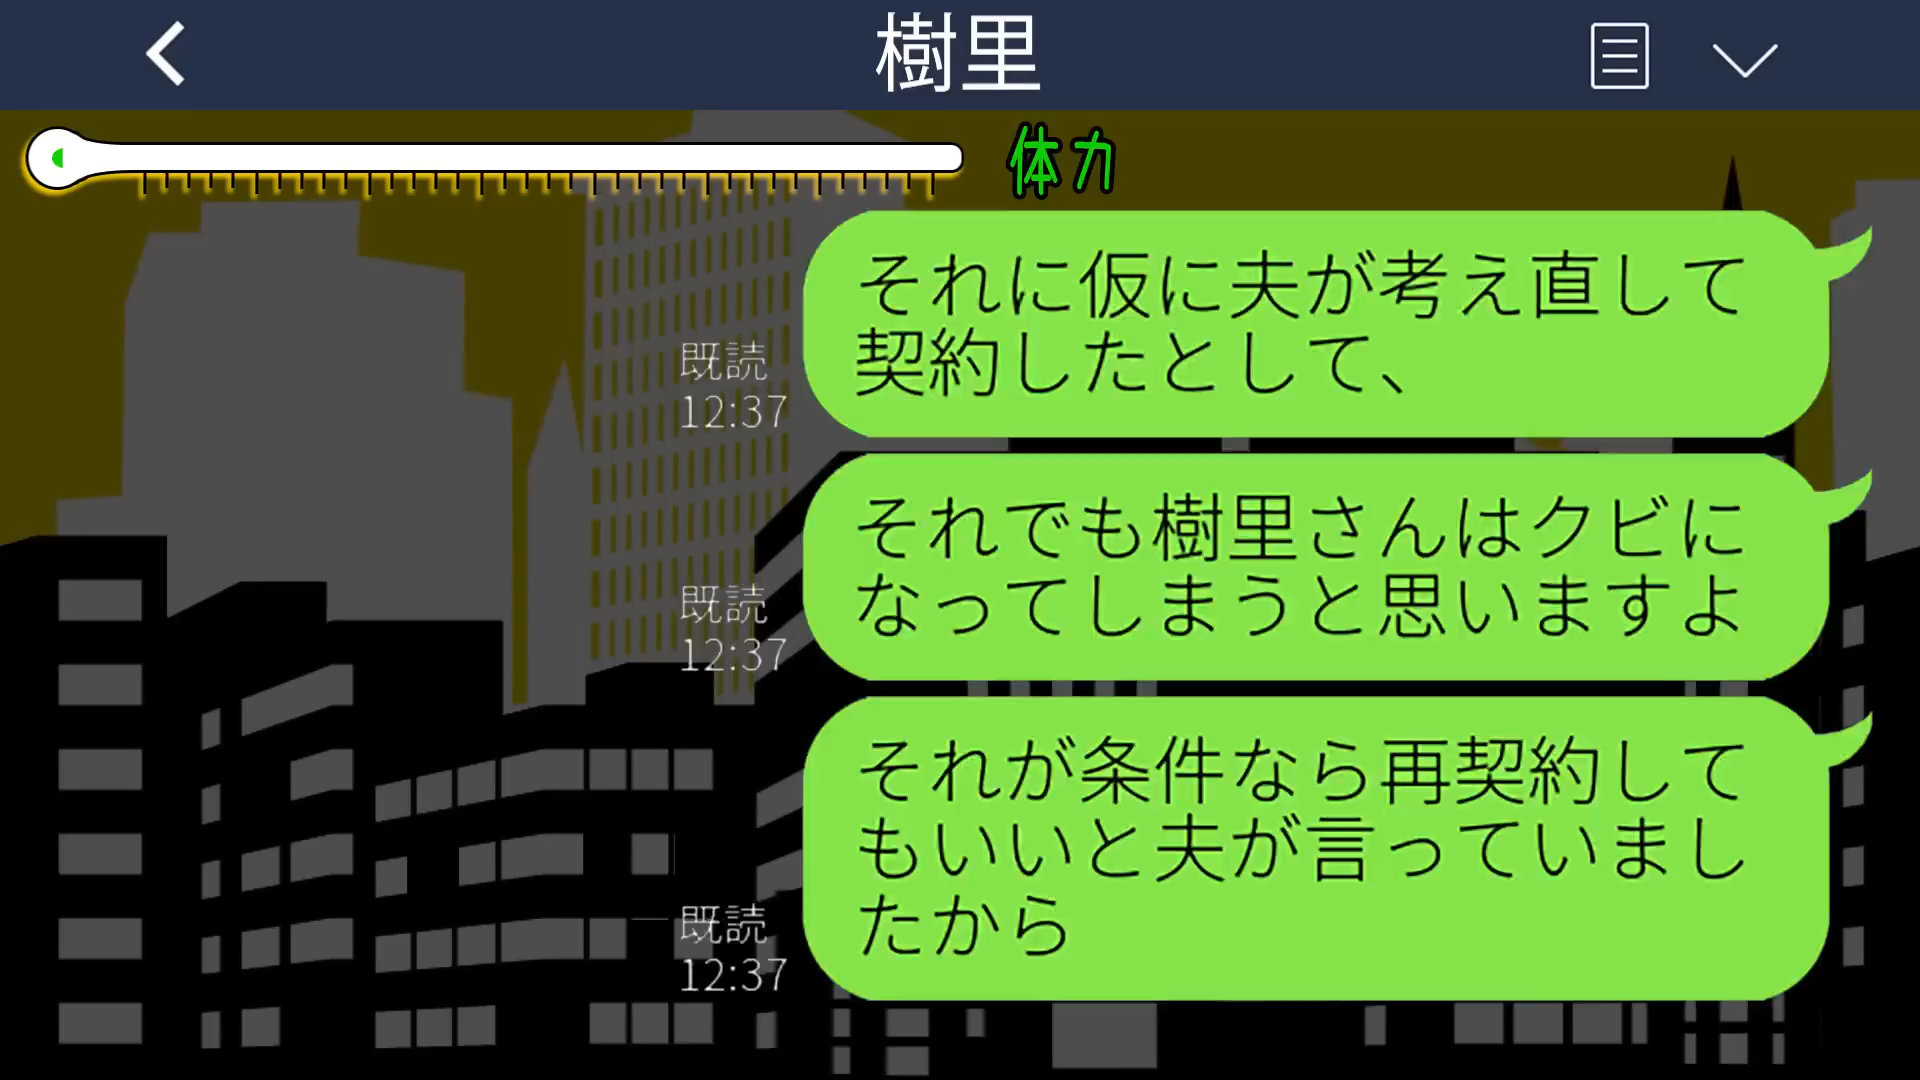 樹里
体力
それに仮に夫が考え直して
契約したとして、
既読
12:37
それでも樹里さんはクビに
なってしまうと思いますよ
既読
12:37
それが条件なら再契約して
もいいと夫が言っていまし
たから
既読
12:37